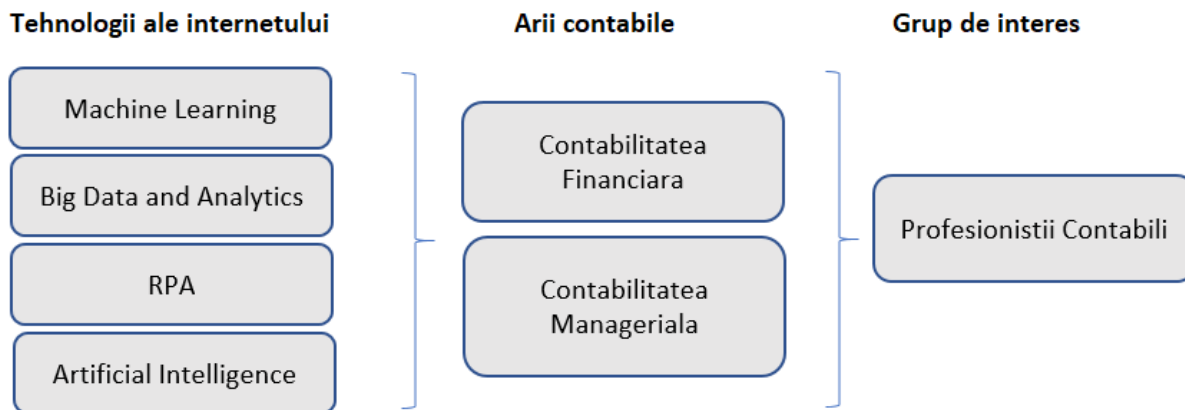 Tehnologii ale internetului
Arii contabile
Grup de interes
Machine Learning
Big Data and Analytics
RPA
Artificial Intelligence
Contabilitatea
Financiara
Contabilitatea
Manageriala
Profesionistii Contabili